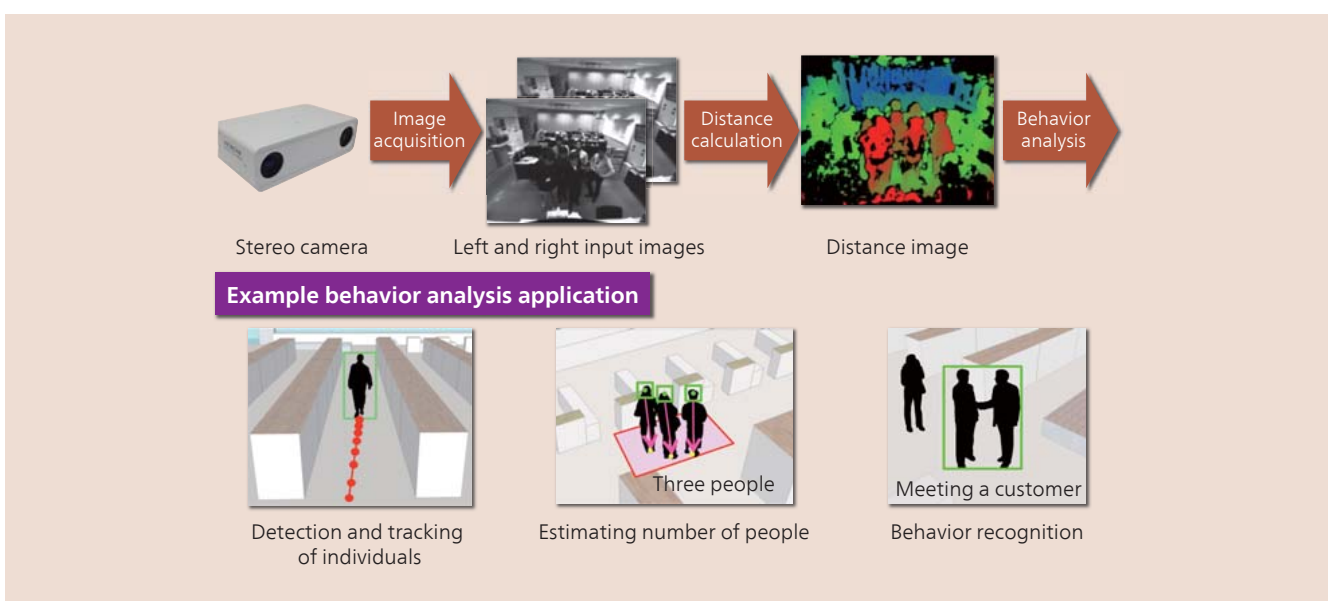 Image
acquisition
Distance
calculation
Behavior
analysis
Stereo camera
Left and right input images
Distance image
Example behavior analysis application
Three people
Meeting a customer
Detection and tracking
of individuals
Estimating number of people
Behavior recognition